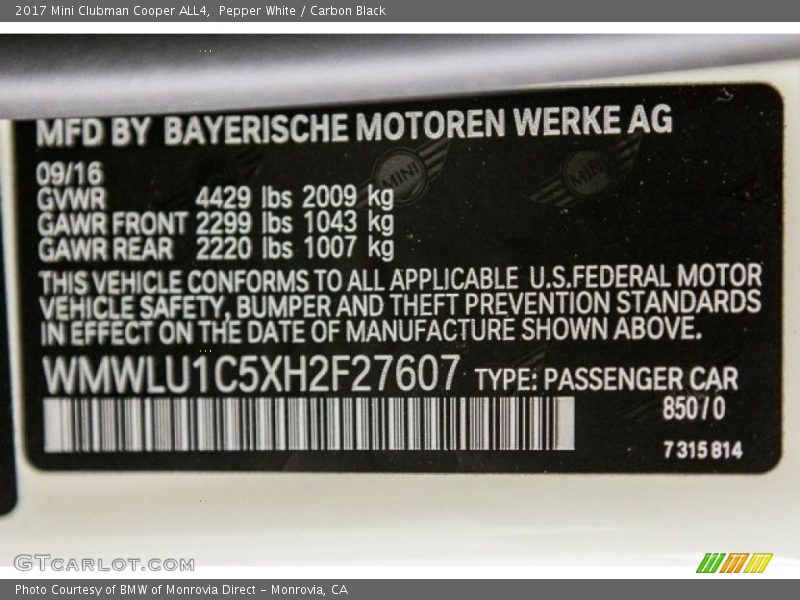 2017 Mini Clubman Cooper ALL4, Pepper White / Carbon Black
MFD BY BAYERISCHE MOTOREN WERKE AG
09/16
GVWR 4429 lbs 2009 kg
GAWR FRONT 2299 lbs 1043 kg
GAWR REAR 2220 lbs 1007 kg
MINI MINI
THIS VEHICLE CONFORMS TO ALL APPLICABLE U.S.FEDERAL MOTOR
VEHICLE SAFETY, BUMPER AND THEFT PREVENTION STANDARDS
IN EFFECT ON THE DATE OF MANUFACTURE SHOWN ABOVE.
WMWLU1C5XH2F27607 TYPE: PASSENGER CAR
850/0
7 315 814
GTCARLOT.COM
Photo Courtesy of BMW of Monrovia Direct – Monrovia, CA